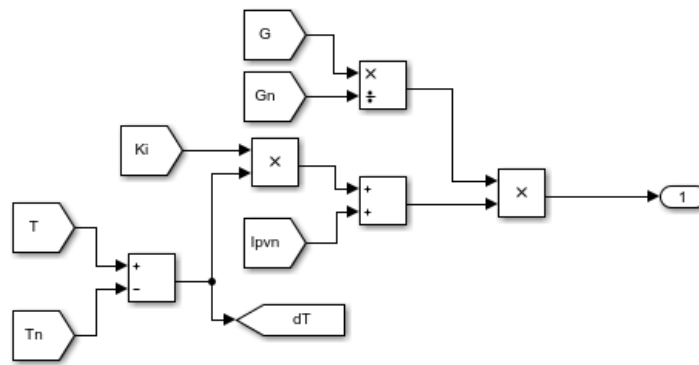 G
×
÷
Gn
Ki
×
+
+
×
1
T
Ipvn
+
−
dT
Tn